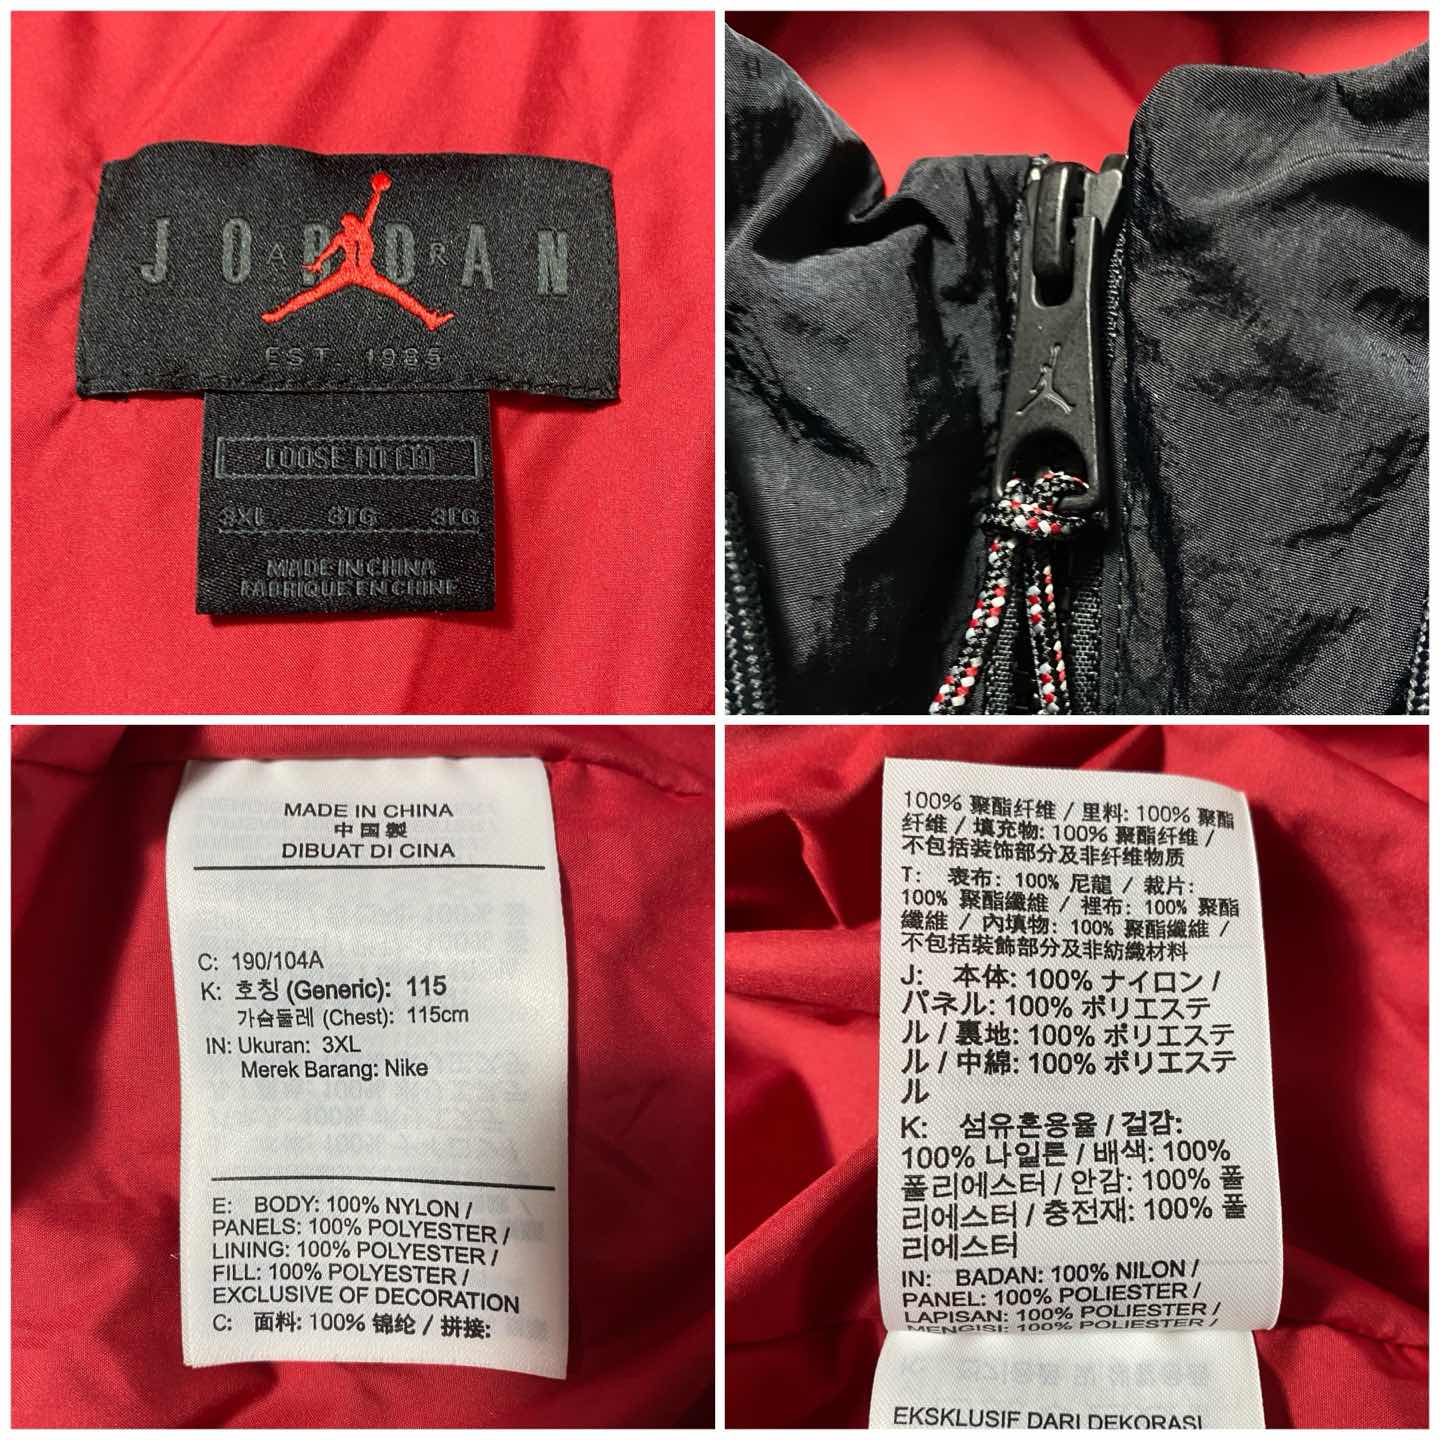 JORDAN
AIR
EST. 1985
LOOSE FIT
3XL 3TG 3EG
MADE IN CHINA
FABRIQUE EN CHINE
MADE IN CHINA
中国製
DIBUAT DI CINA
C: 190/104A
K: 호칭 (Generic): 115
가슴둘레 (Chest): 115cm
IN: Ukuran: 3XL
Merek Barang: Nike
E: BODY: 100% NYLON /
PANELS: 100% POLYESTER /
LINING: 100% POLYESTER /
FILL: 100% POLYESTER /
EXCLUSIVE OF DECORATION
C: 面料: 100% 锦纶 / 拼接:
100% 聚酯纤维 / 里料: 100% 聚酯
纤维 / 填充物: 100% 聚酯纤维 /
不包括装饰部分及非纤维物质
T: 表布: 100% 尼龍 / 裁片:
100% 聚酯纖維 / 裡布: 100% 聚酯
纖維 / 內填物: 100% 聚酯纖維 /
不包括裝飾部分及非紡織材料
J: 本体: 100% ナイロン /
パネル: 100% ポリエステ
ル / 裏地: 100% ポリエステ
ル / 中綿: 100% ポリエステ
ル
K: 섬유혼용율 / 겉감:
100% 나일론 / 배색: 100%
폴리에스터 / 안감: 100% 폴
리에스터 / 충전재: 100% 폴
리에스터
IN: BADAN: 100% NILON /
PANEL: 100% POLIESTER /
LAPISAN: 100% POLIESTER /
MENGISI: 100% POLIESTER /
EKSKLUSIF DARI DEKORASI